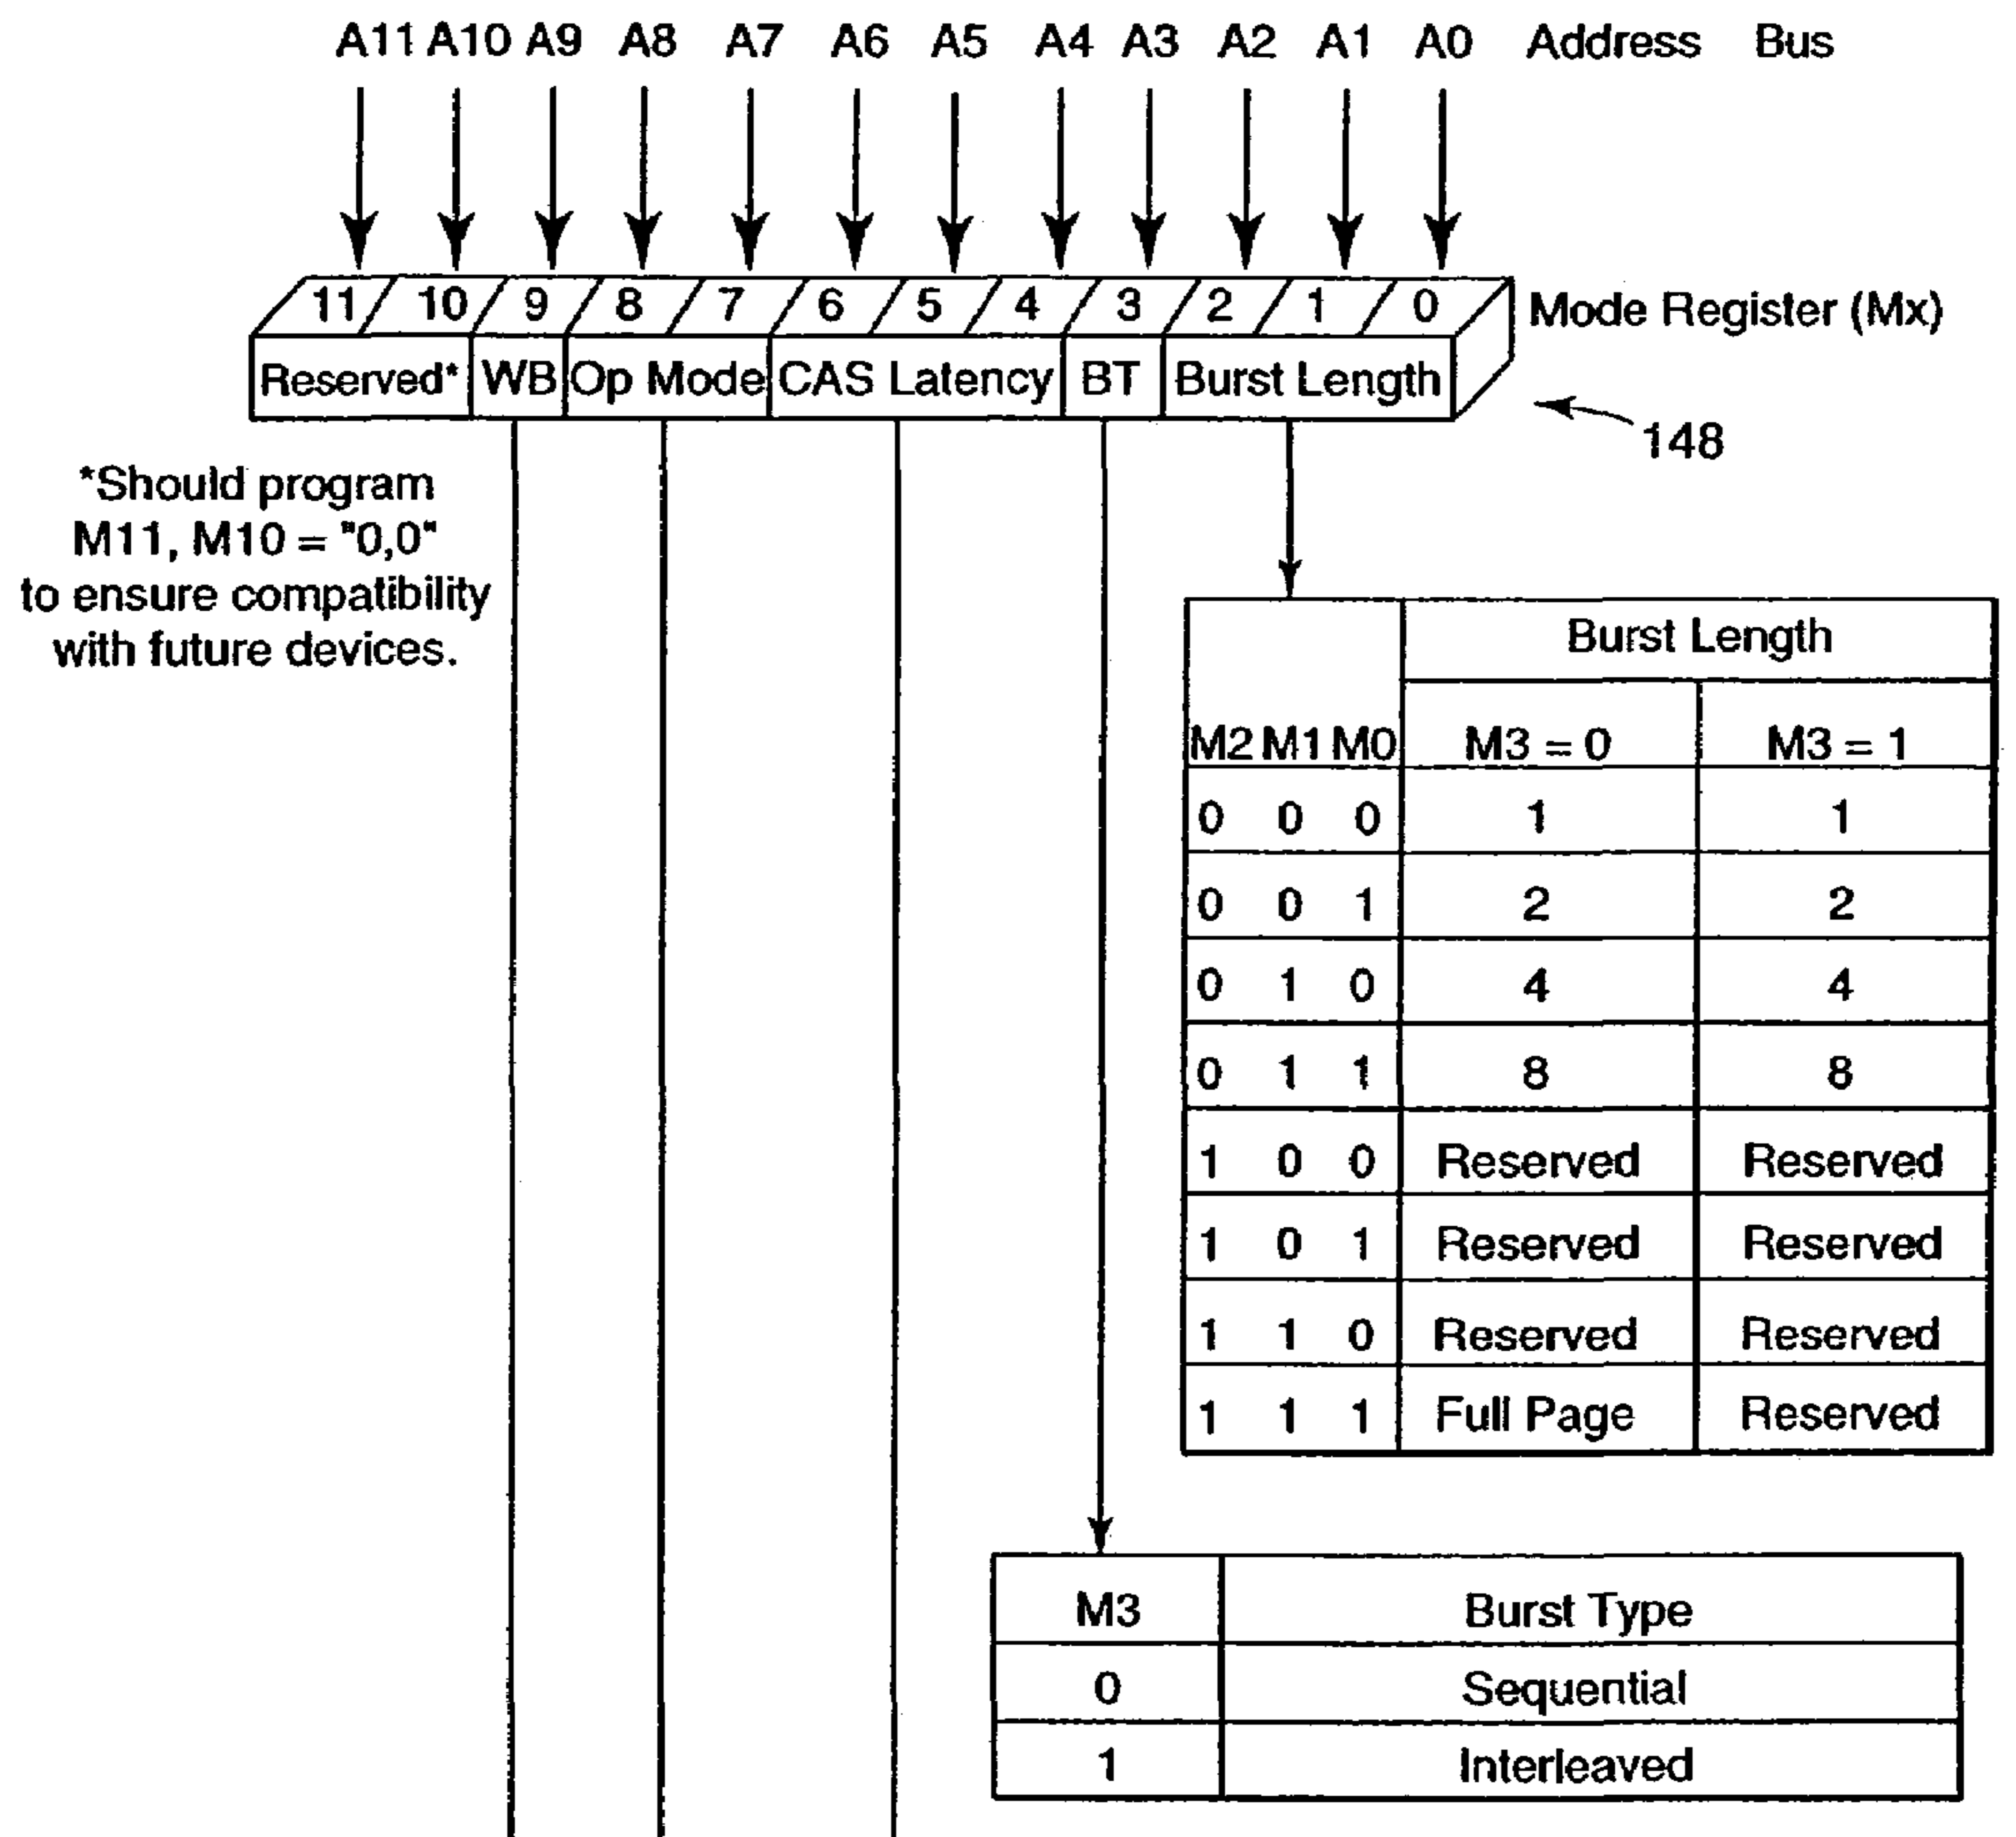 A11 A10 A9 A8 A7 A6 A5 A4 A3 A2 A1 A0 Address Bus
11 10 9 8 7 6 5 4 3 2 1 0 Mode Register (Mx)
Reserved* WB Op Mode CAS Latency BT Burst Length
148
*Should program
M11, M10 = "0,0"
to ensure compatibility
with future devices.
Burst Length
M2 M1 M0 M3 = 0 M3 = 1
0 0 0 1 1
0 0 1 2 2
0 1 0 4 4
0 1 1 8 8
1 0 0 Reserved Reserved
1 0 1 Reserved Reserved
1 1 0 Reserved Reserved
1 1 1 Full Page Reserved
M3 Burst Type
0 Sequential
1 Interleaved